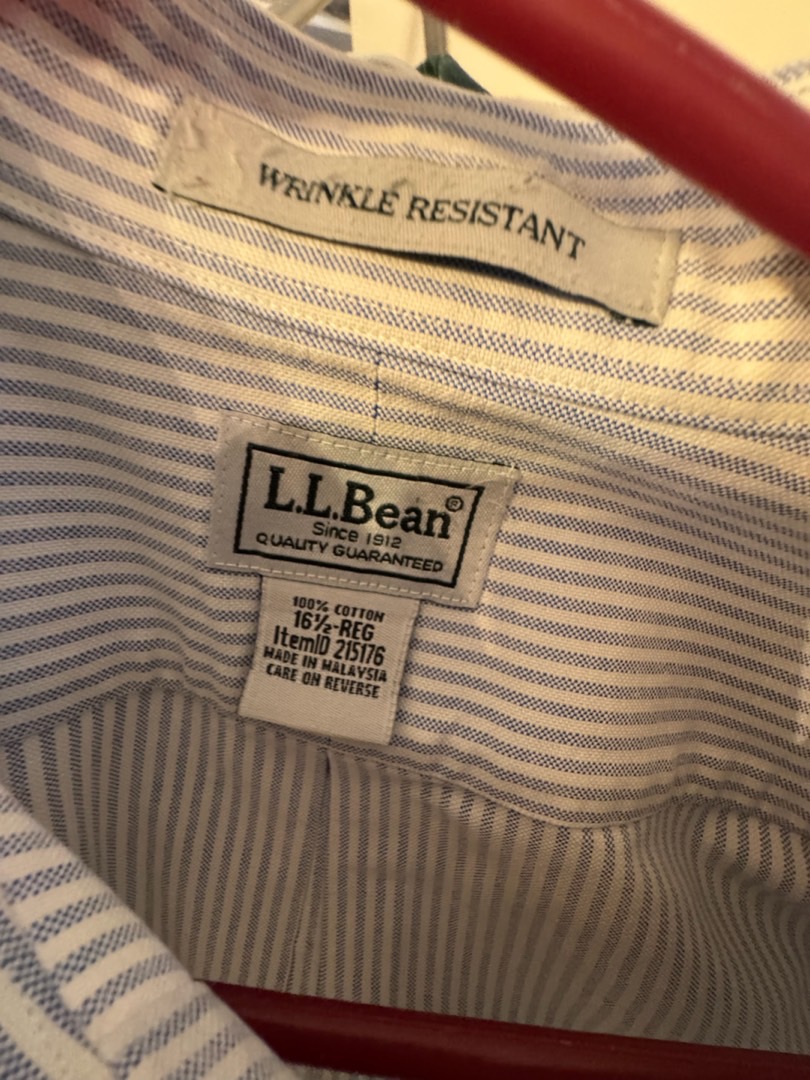 WRINKLE RESISTANT
L.L.Bean®
Since 1912
QUALITY GUARANTEED
100% COTTON
16½-REG
ItemID 215176
MADE IN MALAYSIA
CARE ON REVERSE